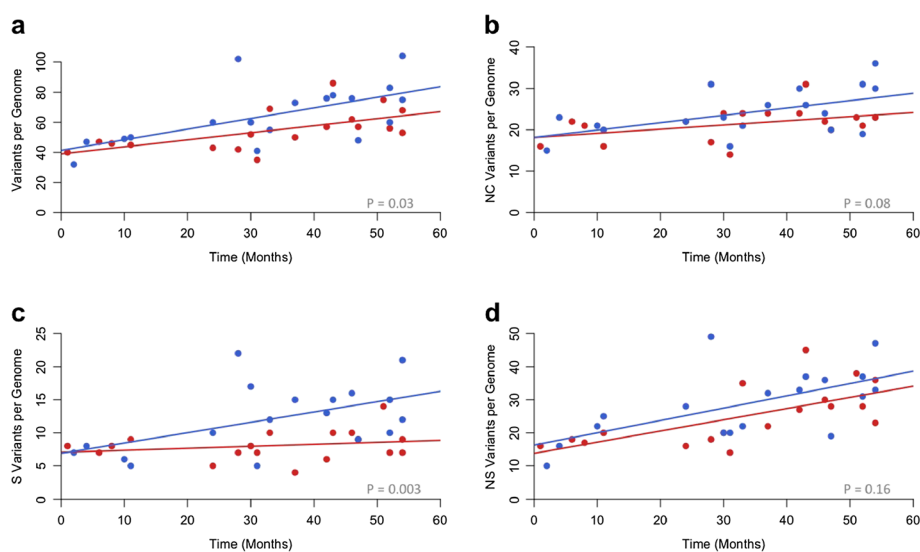 a
Variants per Genome
100
80
60
40
20
0
P = 0.03
0 10 20 30 40 50 60
Time (Months)
b
NC Variants per Genome
40
30
20
10
0
P = 0.08
0 10 20 30 40 50 60
Time (Months)
c
S Variants per Genome
25
20
15
10
5
0
P = 0.003
0 10 20 30 40 50 60
Time (Months)
d
NS Variants per Genome
50
40
30
20
10
0
P = 0.16
0 10 20 30 40 50 60
Time (Months)